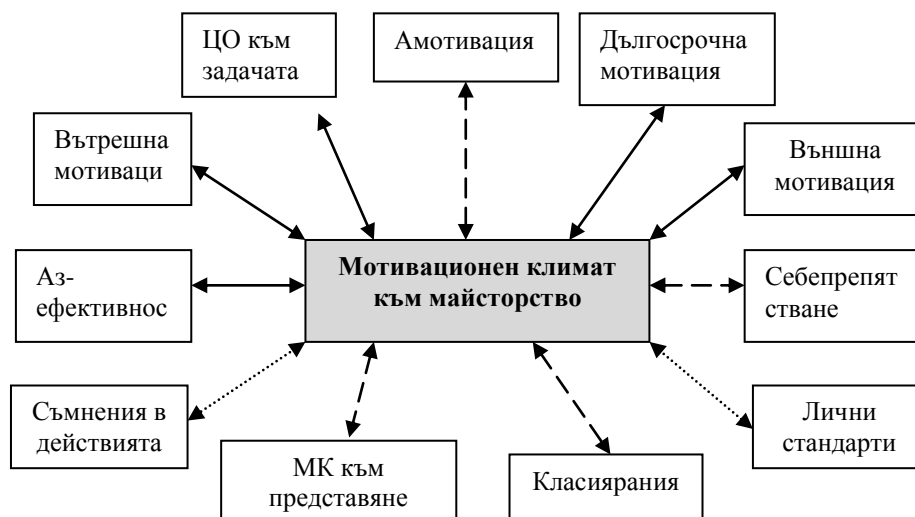 ЦО към
задачата
Амотивация
Дългосрочна
мотивация
Вътрешна
мотиваци
Външна
мотивация
Мотивационен климат
към майсторство
Аз-
ефективнос
Себепрепят
стване
Съмнения в
действията
МК към
представяне
Класиярания
Лични
стандарти